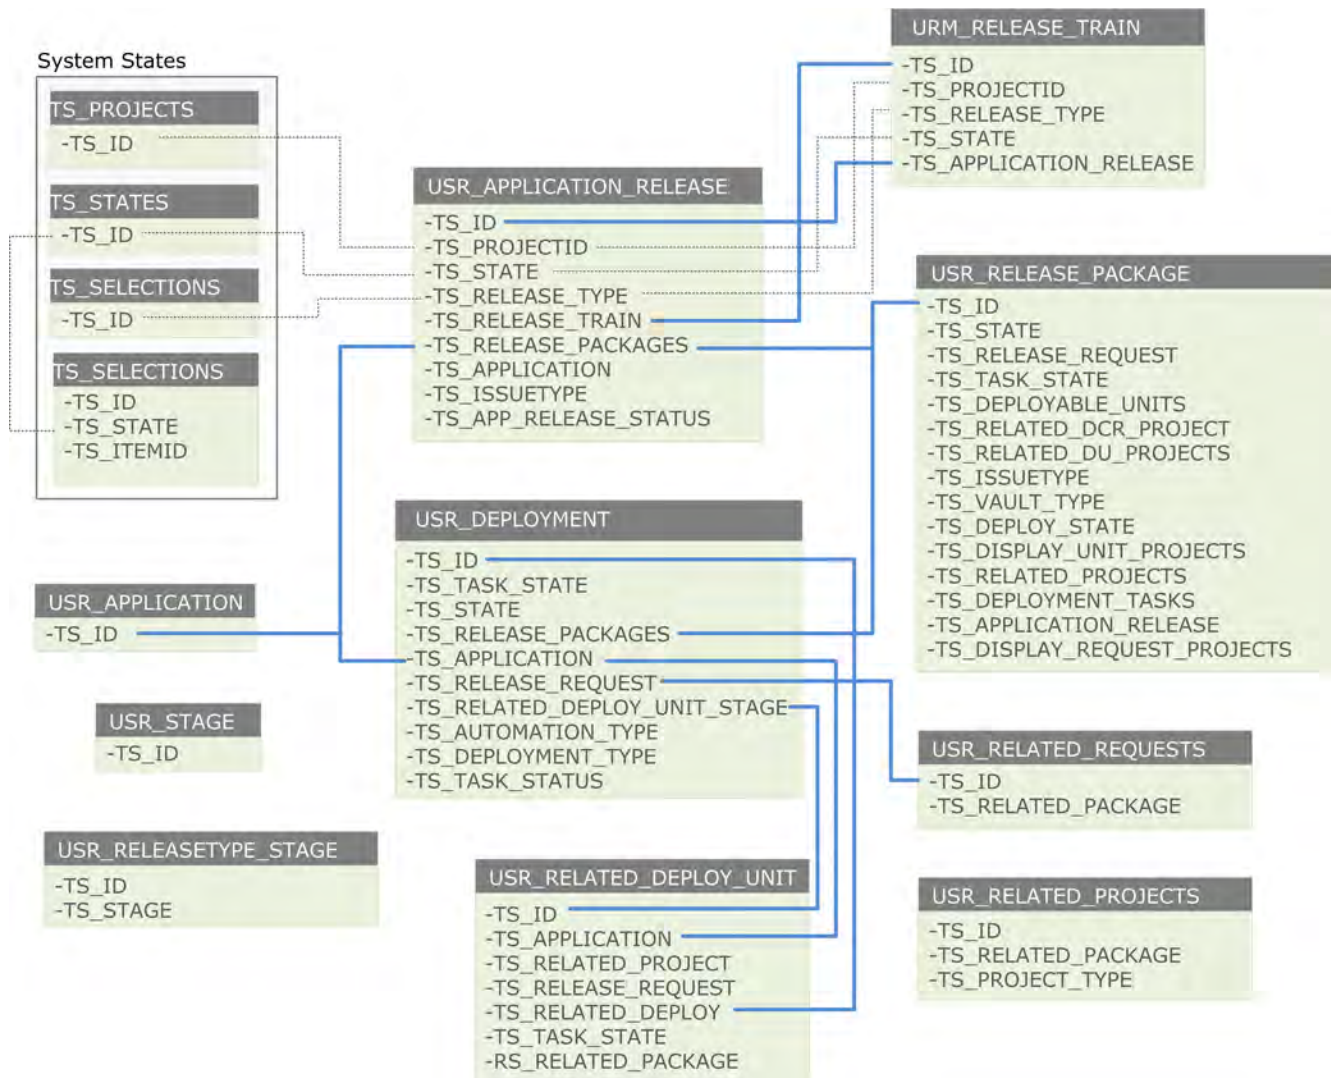 System States
TS_PROJECTS
-TS_ID
TS_STATES
-TS_ID
TS_SELECTIONS
-TS_ID
TS_SELECTIONS
-TS_ID
-TS_STATE
-TS_ITEMID
USR_APPLICATION
-TS_ID
USR_STAGE
-TS_ID
USR_RELEASETYPE_STAGE
-TS_ID
-TS_STAGE
USR_APPLICATION_RELEASE
-TS_ID
-TS_PROJECTID
-TS_STATE
-TS_RELEASE_TYPE
-TS_RELEASE_TRAIN
-TS_RELEASE_PACKAGES
-TS_APPLICATION
-TS_ISSUETYPE
-TS_APP_RELEASE_STATUS
USR_DEPLOYMENT
-TS_ID
-TS_TASK_STATE
-TS_STATE
-TS_RELEASE_PACKAGES
-TS_APPLICATION
-TS_RELEASE_REQUEST
-TS_RELATED_DEPLOY_UNIT_STAGE
-TS_AUTOMATION_TYPE
-TS_DEPLOYMENT_TYPE
-TS_TASK_STATUS
USR_RELATED_DEPLOY_UNIT
-TS_ID
-TS_APPLICATION
-TS_RELATED_PROJECT
-TS_RELEASE_REQUEST
-TS_RELATED_DEPLOY
-TS_TASK_STATE
-RS_RELATED_PACKAGE
URM_RELEASE_TRAIN
-TS_ID
-TS_PROJECTID
-TS_RELEASE_TYPE
-TS_STATE
-TS_APPLICATION_RELEASE
USR_RELEASE_PACKAGE
-TS_ID
-TS_STATE
-TS_RELEASE_REQUEST
-TS_TASK_STATE
-TS_DEPLOYABLE_UNITS
-TS_RELATED_DCR_PROJECT
-TS_RELATED_DU_PROJECTS
-TS_ISSUETYPE
-TS_VAULT_TYPE
-TS_DEPLOY_STATE
-TS_DISPLAY_UNIT_PROJECTS
-TS_RELATED_PROJECTS
-TS_DEPLOYMENT_TASKS
-TS_APPLICATION_RELEASE
-TS_DISPLAY_REQUEST_PROJECTS
USR_RELATED_REQUESTS
-TS_ID
-TS_RELATED_PACKAGE
USR_RELATED_PROJECTS
-TS_ID
-TS_RELATED_PACKAGE
-TS_PROJECT_TYPE